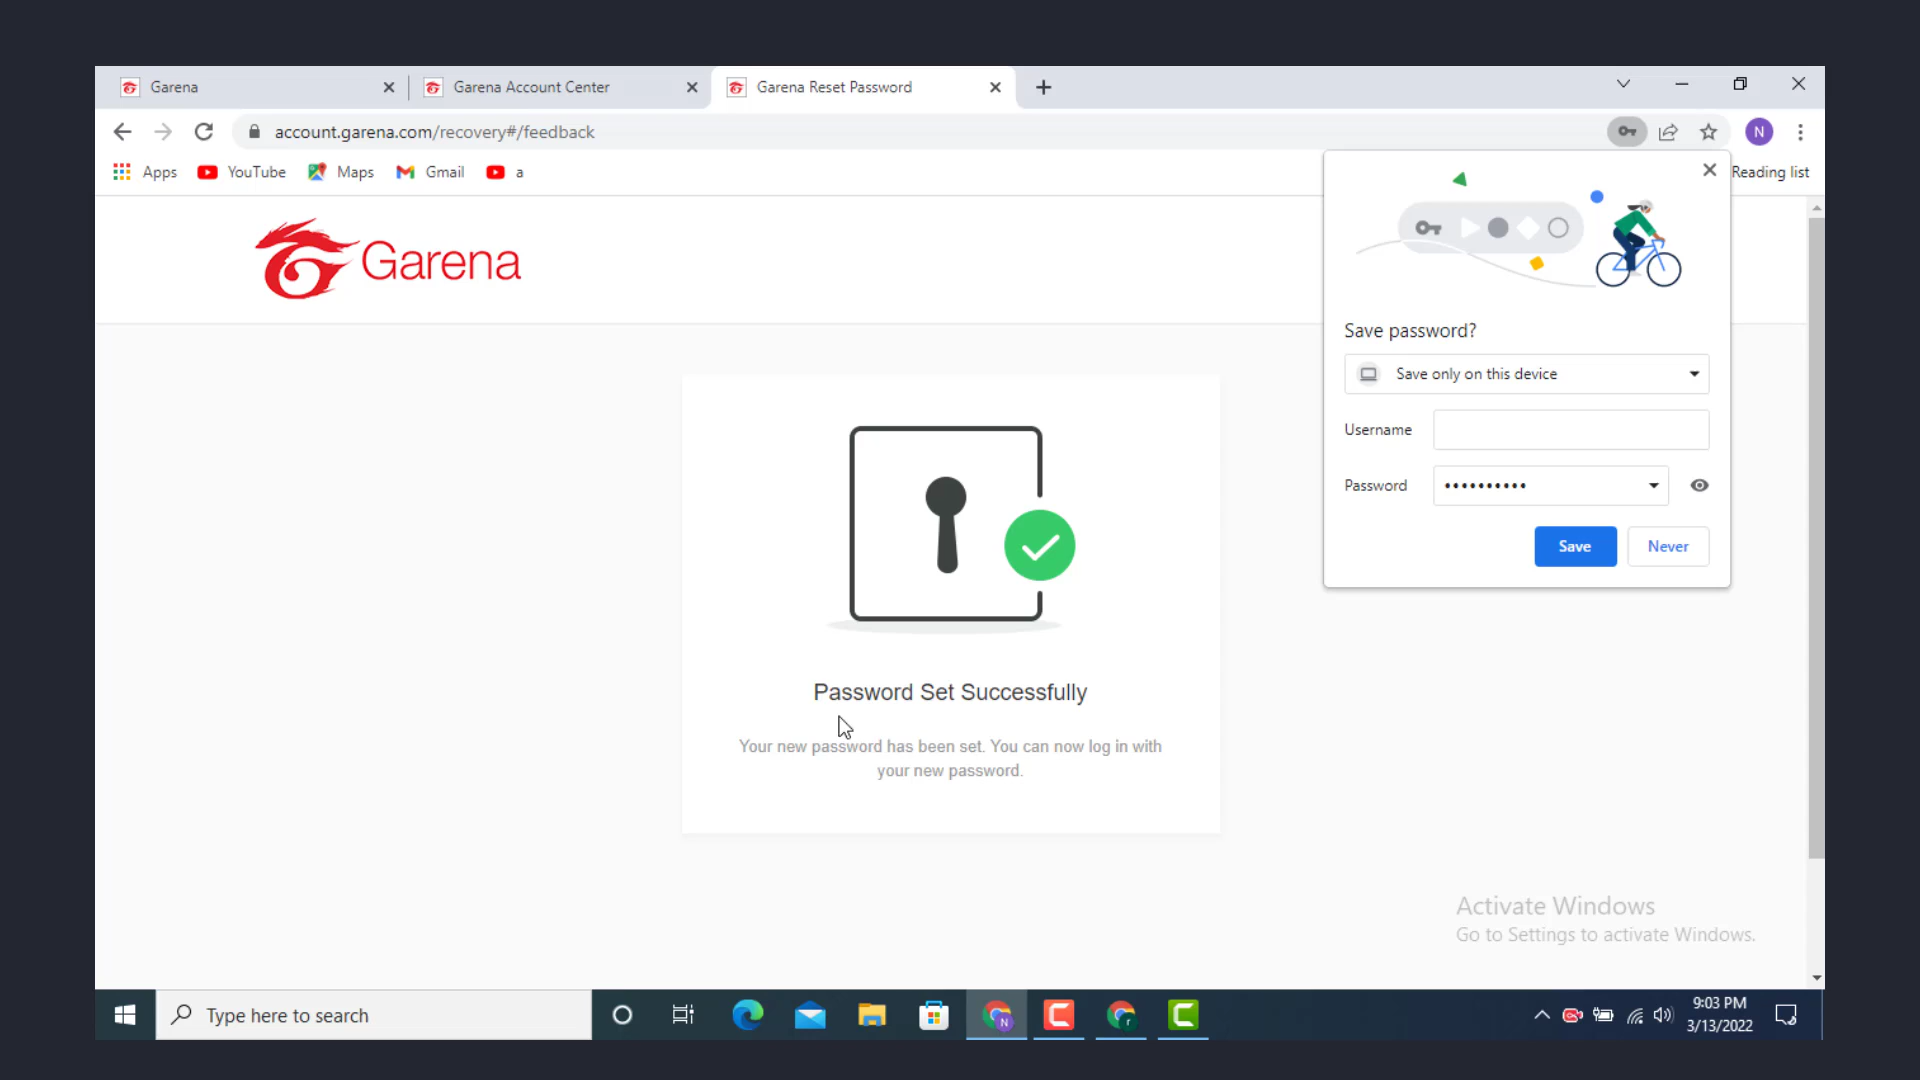 Garena
Garena Account Center
Garena Reset Password
account.garena.com/recovery#/feedback
N
Apps
YouTube
Maps
Gmail
a
Reading list
Garena
Save password?
Save only on this device
Username
Password
••••••••••
Save
Never
Password Set Successfully
Your new password has been set. You can now log in with
your new password.
Activate Windows
Go to Settings to activate Windows.
Type here to search
N
r
9:03 PM
3/13/2022